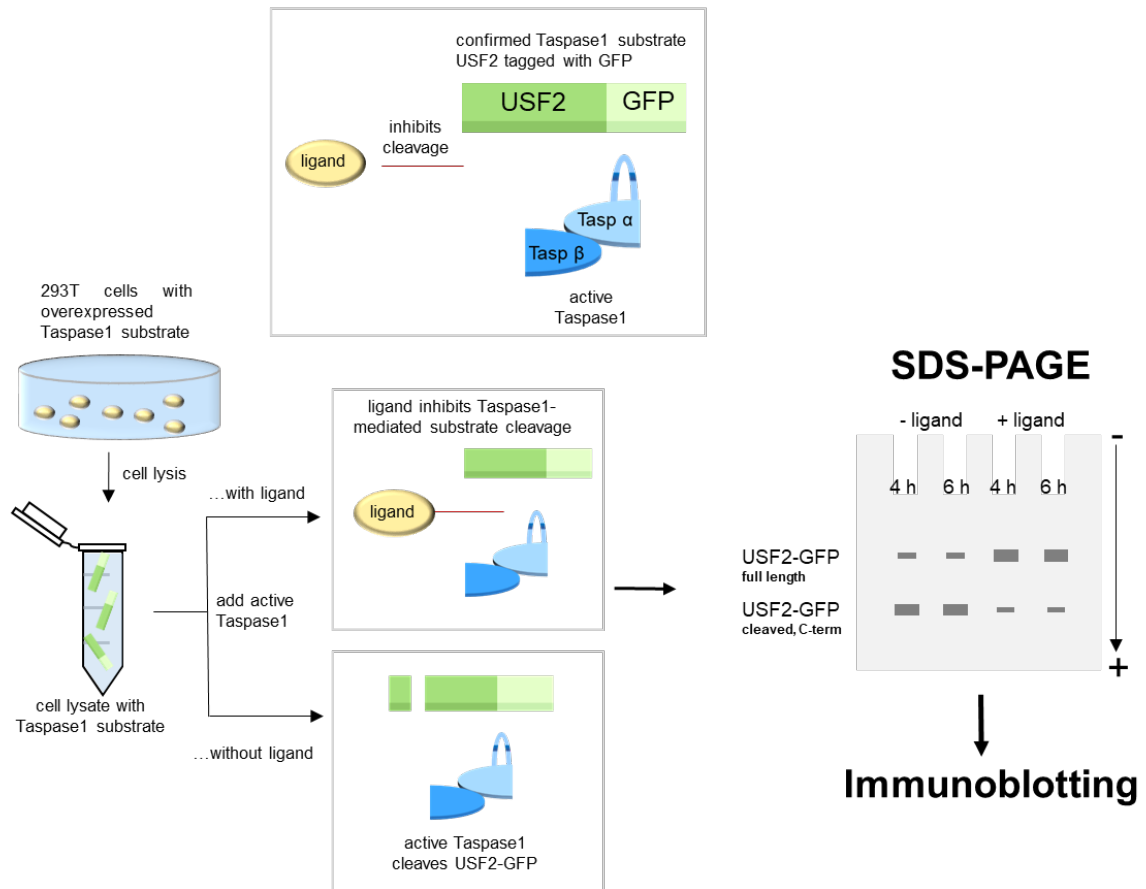 confirmed Taspase1 substrate
USF2 tagged with GFP
USF2
GFP
inhibits
cleavage
ligand
Tasp α
Tasp β
active
Taspase1
293T cells with
overexpressed
Taspase1 substrate
cell lysis
...with ligand
add active
Taspase1
cell lysate with
Taspase1 substrate
...without ligand
ligand inhibits Taspase1-
mediated substrate cleavage
ligand
active Taspase1
cleaves USF2-GFP
SDS-PAGE
- ligand + ligand
-
4 h 6 h 4 h 6 h
USF2-GFP
full length
USF2-GFP
cleaved, C-term
+
Immunoblotting